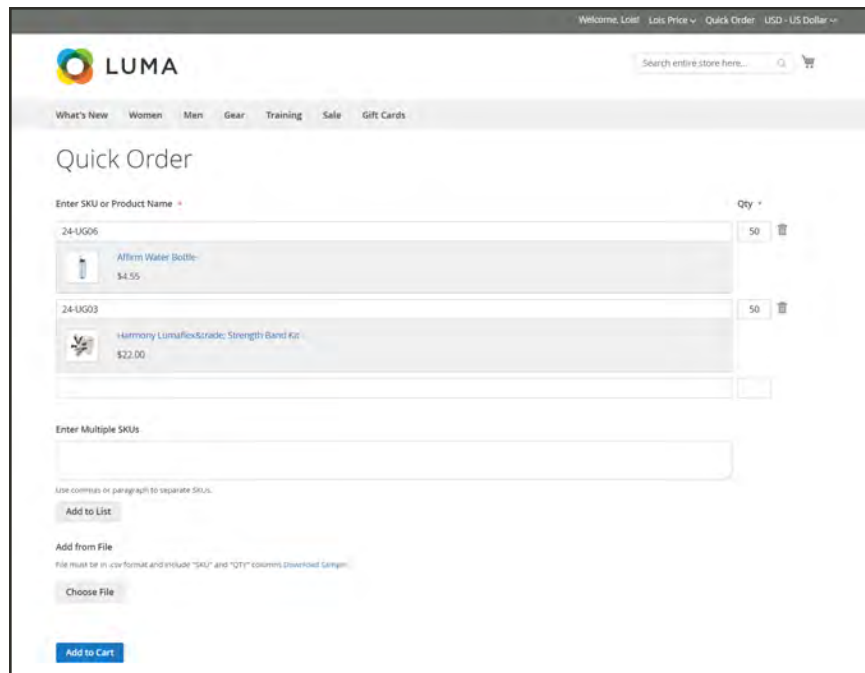 Welcome, Lois! Lois Price Quick Order USD - US Dollar
LUMA
Search entire store here...
What's New Women Men Gear Training Sale Gift Cards
Quick Order
Enter SKU or Product Name * Qty *
24-UG06 50
Affirm Water Bottle
$4.55
24-UG03 50
Harmony Lumaflex&trade; Strength Band Kit
$22.00
Enter Multiple SKUs
Use commas or paragraph to separate SKUs.
Add to List
Add from File
File must be in .csv format and include "SKU" and "QTY" columns Download Sample
Choose File
Add to Cart